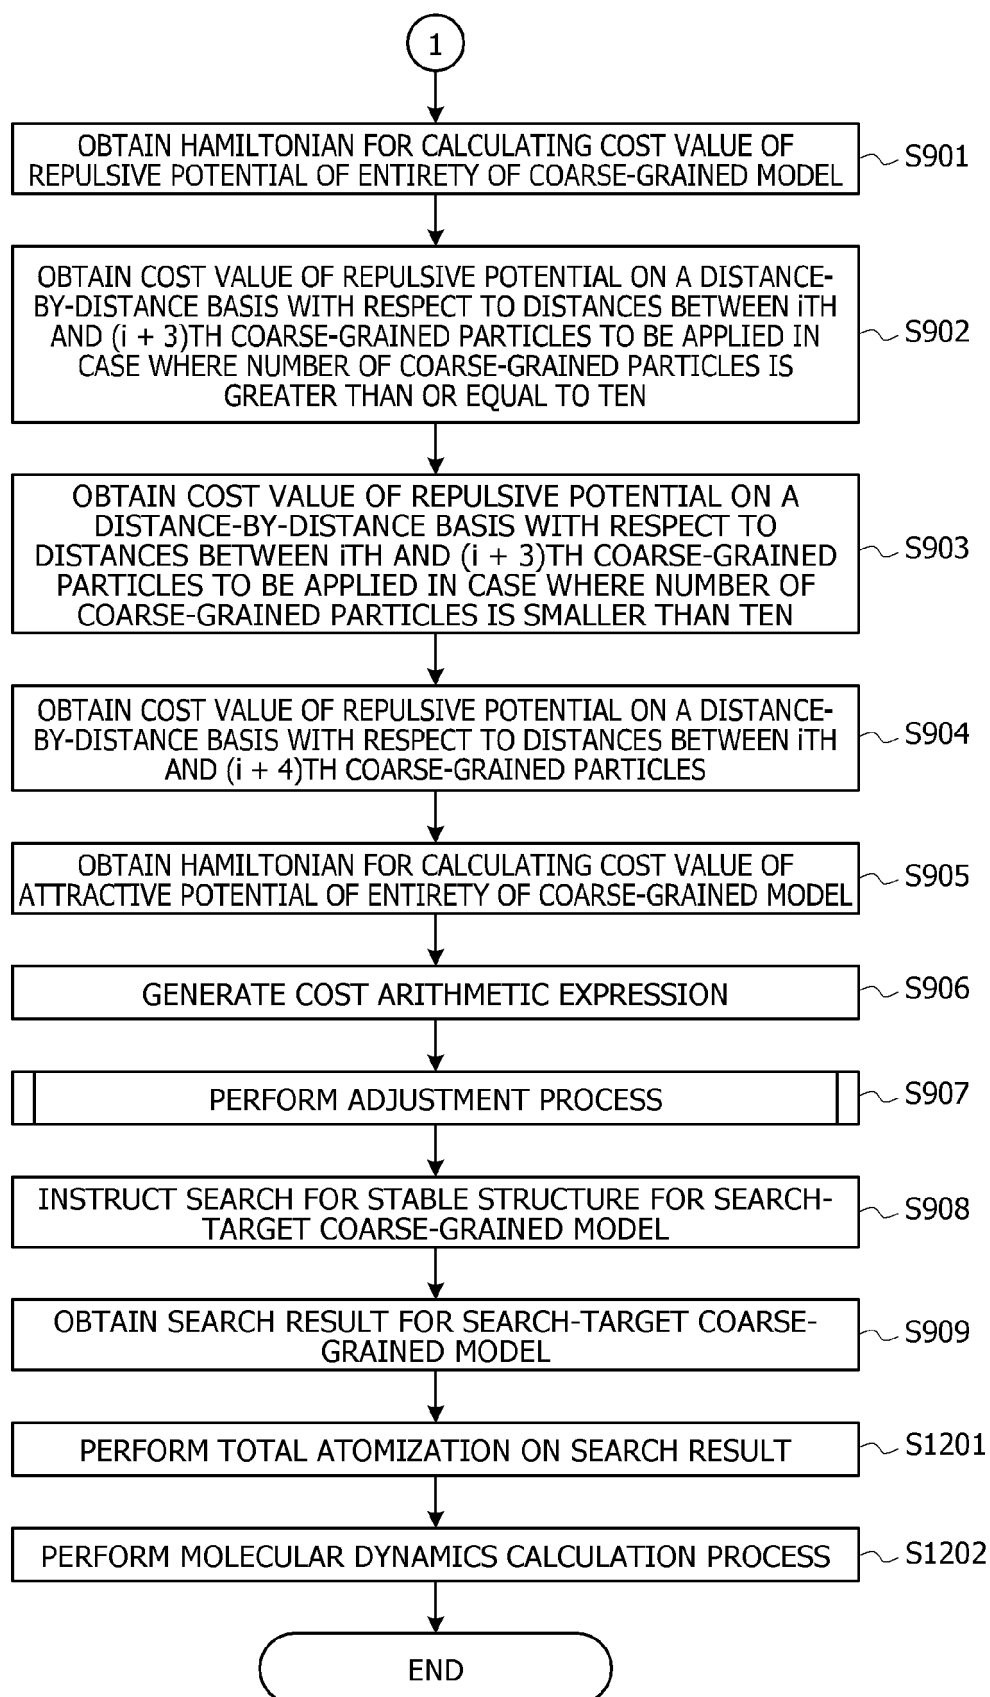 1
OBTAIN HAMILTONIAN FOR CALCULATING COST VALUE OF
REPULSIVE POTENTIAL OF ENTIRETY OF COARSE-GRAINED MODEL
S901
OBTAIN COST VALUE OF REPULSIVE POTENTIAL ON A DISTANCE-
BY-DISTANCE BASIS WITH RESPECT TO DISTANCES BETWEEN iTH
AND (i + 3)TH COARSE-GRAINED PARTICLES TO BE APPLIED IN
CASE WHERE NUMBER OF COARSE-GRAINED PARTICLES IS
GREATER THAN OR EQUAL TO TEN
S902
OBTAIN COST VALUE OF REPULSIVE POTENTIAL ON A
DISTANCE-BY-DISTANCE BASIS WITH RESPECT TO
DISTANCES BETWEEN iTH AND (i + 3)TH COARSE-GRAINED
PARTICLES TO BE APPLIED IN CASE WHERE NUMBER OF
COARSE-GRAINED PARTICLES IS SMALLER THAN TEN
S903
OBTAIN COST VALUE OF REPULSIVE POTENTIAL ON A DISTANCE-
BY-DISTANCE BASIS WITH RESPECT TO DISTANCES BETWEEN iTH
AND (i + 4)TH COARSE-GRAINED PARTICLES
S904
OBTAIN HAMILTONIAN FOR CALCULATING COST VALUE OF
ATTRACTIVE POTENTIAL OF ENTIRETY OF COARSE-GRAINED MODEL
S905
GENERATE COST ARITHMETIC EXPRESSION
S906
PERFORM ADJUSTMENT PROCESS
S907
INSTRUCT SEARCH FOR STABLE STRUCTURE FOR SEARCH-
TARGET COARSE-GRAINED MODEL
S908
OBTAIN SEARCH RESULT FOR SEARCH-TARGET COARSE-
GRAINED MODEL
S909
PERFORM TOTAL ATOMIZATION ON SEARCH RESULT
S1201
PERFORM MOLECULAR DYNAMICS CALCULATION PROCESS
S1202
END